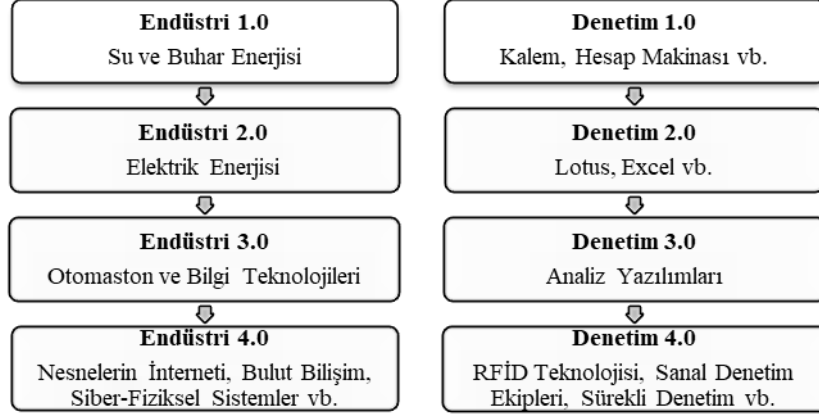 Endüstri 1.0
Su ve Buhar Enerjisi
Endüstri 2.0
Elektrik Enerjisi
Endüstri 3.0
Otomaston ve Bilgi Teknolojileri
Endüstri 4.0
Nesnelerin İnterneti, Bulut Bilişim,
Siber-Fiziksel Sistemler vb.
Denetim 1.0
Kalem, Hesap Makinası vb.
Denetim 2.0
Lotus, Excel vb.
Denetim 3.0
Analiz Yazılımları
Denetim 4.0
RFİD Teknolojisi, Sanal Denetim
Ekipleri, Sürekli Denetim vb.